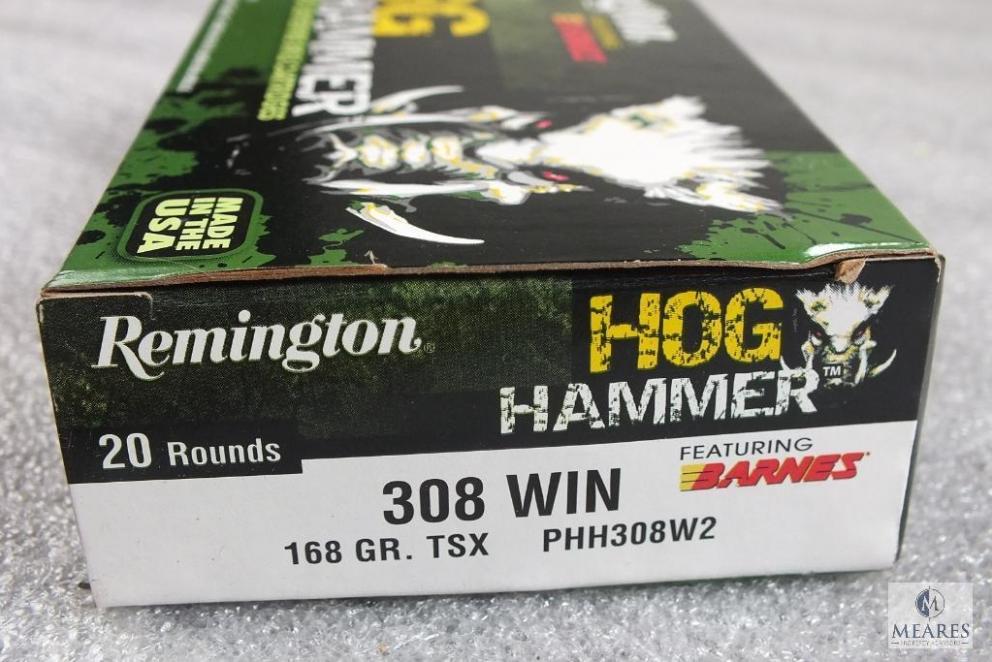 HOG
HAMMER
MADE
IN THE
USA
Remington®
HOG
HAMMER™
20 Rounds
FEATURING
BARNES
308 WIN
168 GR. TSX PHH308W2
MEARES